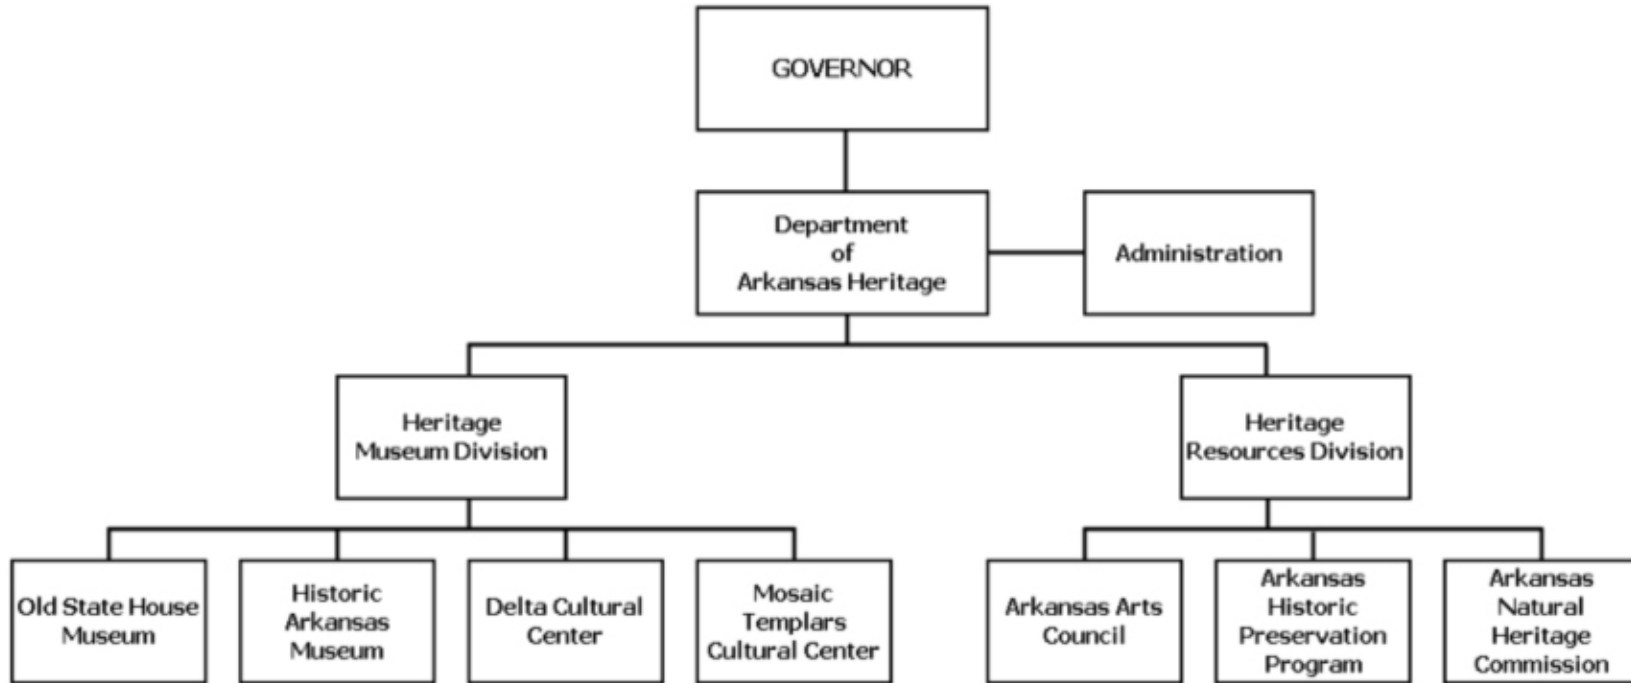 GOVERNOR
Department
of
Arkansas Heritage
Administration
Heritage
Museum Division
Heritage
Resources Division
Old State House
Museum
Historic
Arkansas
Museum
Delta Cultural
Center
Mosaic
Templars
Cultural Center
Arkansas Arts
Council
Arkansas
Historic
Preservation
Program
Arkansas
Natural
Heritage
Commission